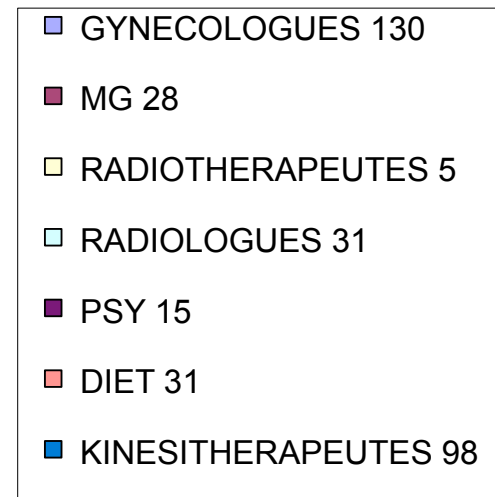 GYNECOLOGUES 130
MG 28
RADIOTHERAPEUTES 5
RADIOLOGUES 31
PSY 15
DIET 31
KINESITHERAPEUTES 98